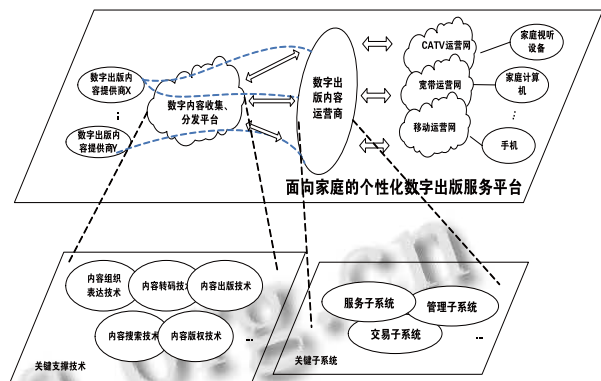 CATV运营网
家庭视听
设备
数字出版内
容提供商X
数字内容收集、
分发平台
数字出
版内容
运营商
宽带运营网
家庭计算
机
数字出版内
容提供商Y
移动运营网
手机
面向家庭的个性化数字出版服务平台
内容组织
表达技术
内容转码技术
内容出版技术
内容搜索技术
内容版权技术
...
关键支撑技术
服务子系统
管理子系统
交易子系统
...
关键子系统